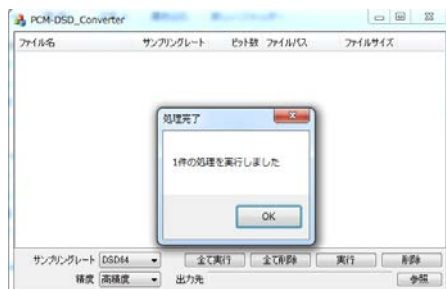 PCM-DSD_Converter
ファイル名 サンプリングレート ビット数 ファイルパス ファイルサイズ
処理完了
1件の処理を実行しました
OK
サンプリングレート DSD64 全て実行 全て削除 実行 削除
精度 高精度 出力先 参照